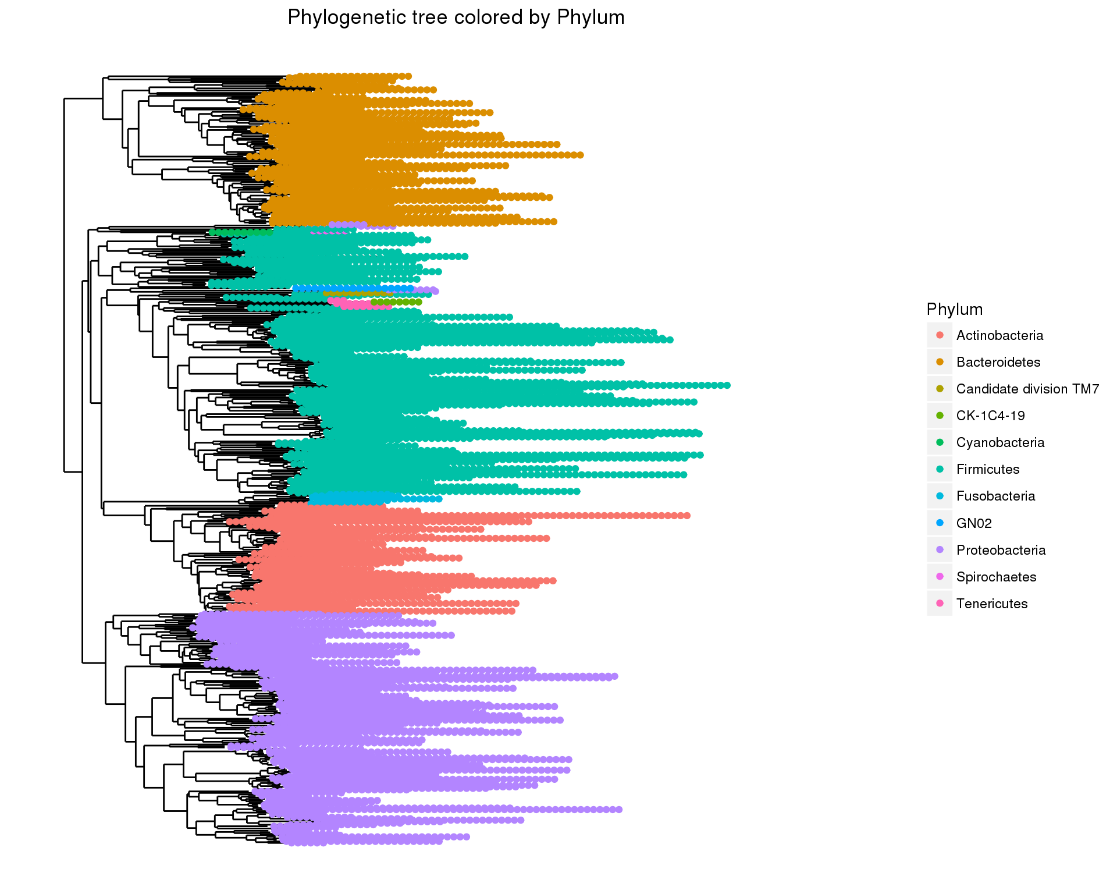 Phylogenetic tree colored by Phylum
Phylum
Actinobacteria
Bacteroidetes
Candidate division TM7
CK-1C4-19
Cyanobacteria
Firmicutes
Fusobacteria
GN02
Proteobacteria
Spirochaetes
Tenericutes